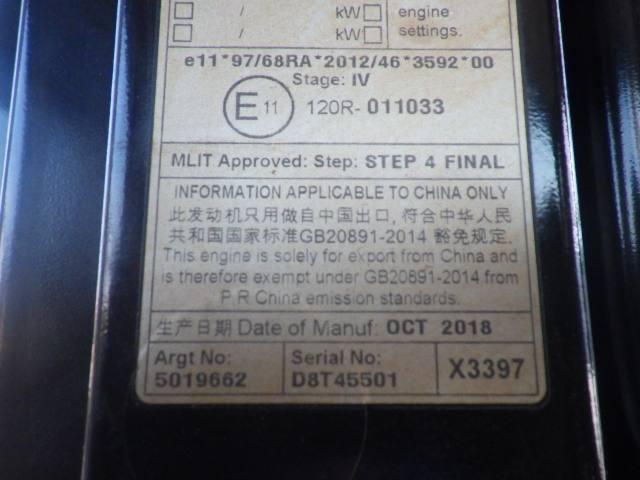 / kW engine
/ kW settings.
e11*97/68RA*2012/46*3592*00
Stage: IV
E 11 120R- 011033
MLIT Approved: Step: STEP 4 FINAL
INFORMATION APPLICABLE TO CHINA ONLY
此发动机只用做自中国出口, 符合中华人民
共和国国家标准GB20891-2014 豁免规定.
This engine is solely for export from China and
is therefore exempt under GB20891-2014 from
P.R.China emission standards.
生产日期 Date of Manuf: OCT 2018
Argt No: Serial No: X3397
5019662 D8T45501